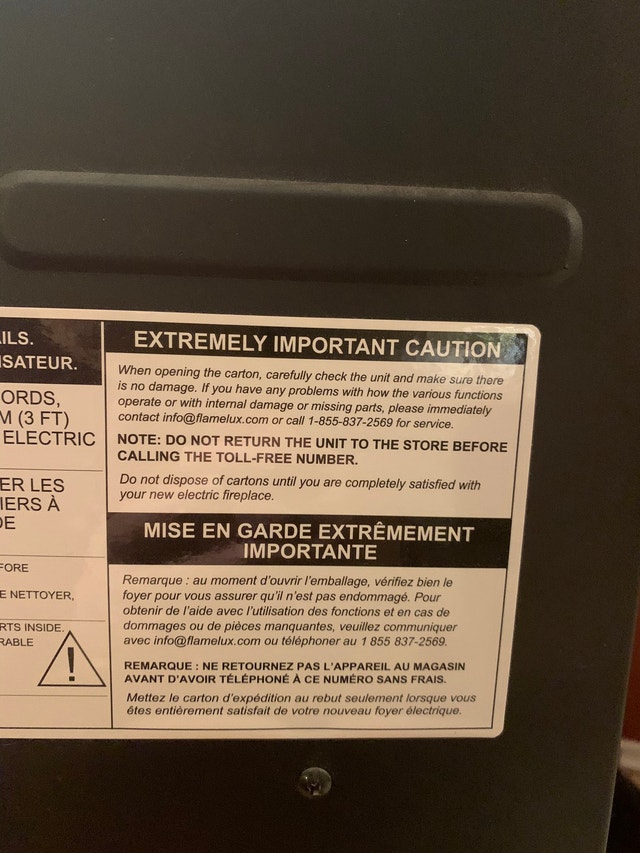 ILS.
ISATEUR.
ORDS,
M (3 FT)
ELECTRIC
ER LES
IERS À
DE
FORE
E NETTOYER,
RTS INSIDE.
RABLE
!
EXTREMELY IMPORTANT CAUTION
When opening the carton, carefully check the unit and make sure there
is no damage. If you have any problems with how the various functions
operate or with internal damage or missing parts, please immediately
contact info@flamelux.com or call 1-855-837-2569 for service.
NOTE: DO NOT RETURN THE UNIT TO THE STORE BEFORE
CALLING THE TOLL-FREE NUMBER.
Do not dispose of cartons until you are completely satisfied with
your new electric fireplace.
MISE EN GARDE EXTRÊMEMENT
IMPORTANTE
Remarque : au moment d'ouvrir l'emballage, vérifiez bien le
foyer pour vous assurer qu'il n'est pas endommagé. Pour
obtenir de l'aide avec l'utilisation des fonctions et en cas de
dommages ou de pièces manquantes, veuillez communiquer
avec info@flamelux.com ou téléphoner au 1 855 837-2569.
REMARQUE : NE RETOURNEZ PAS L'APPAREIL AU MAGASIN
AVANT D'AVOIR TÉLÉPHONÉ À CE NUMÉRO SANS FRAIS.
Mettez le carton d'expédition au rebut seulement lorsque vous
êtes entièrement satisfait de votre nouveau foyer électrique.